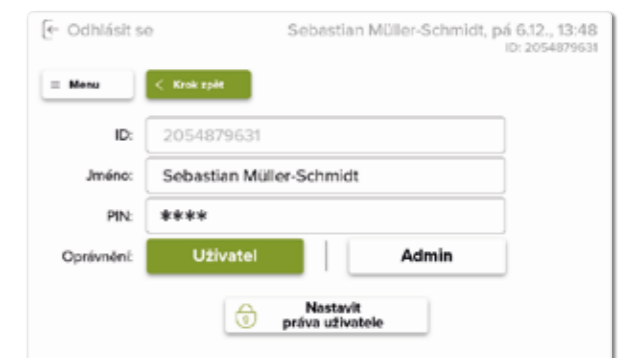 Odhlásit se
Sebastian Müller-Schmidt, pá 6.12., 13:48
ID: 2054879631
Menu
Krok zpět
ID: 2054879631
Jméno: Sebastian Müller-Schmidt
PIN: ****
Oprávnění: Uživatel Admin
Nastavit
práva uživatele